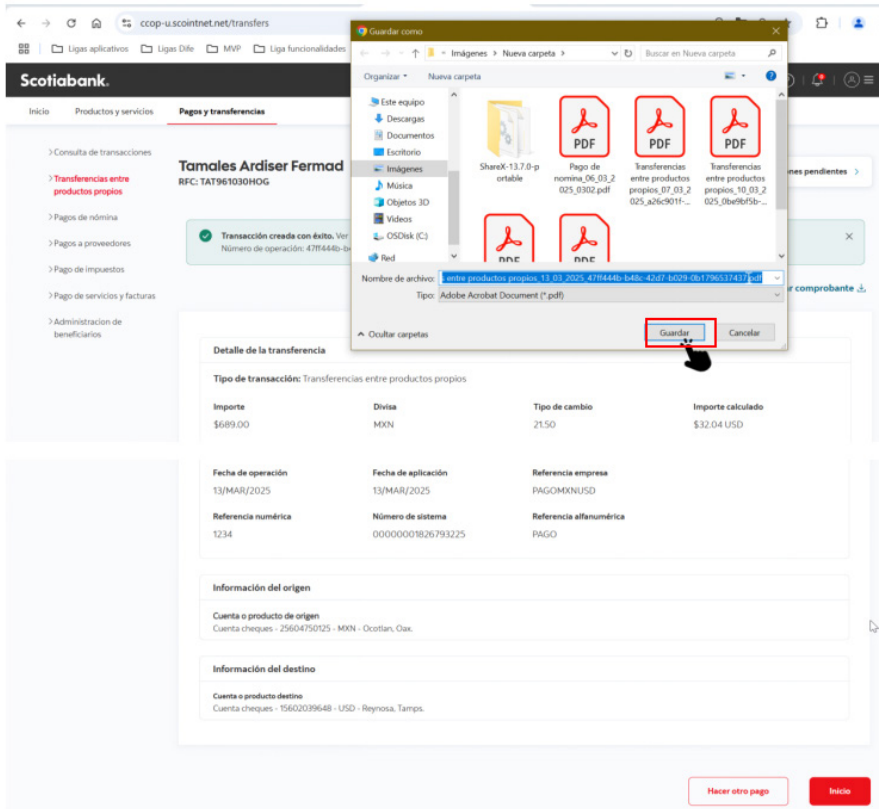 ccop-u.scointnet.net/transfers
Ligas aplicativos
Ligas Dife
MVP
Liga funcionalidades
Guardar como
Imágenes > Nueva carpeta >
Buscar en Nueva carpeta
Organizar
Nueva carpeta
Este equipo
Descargas
Documentos
Escritorio
Imágenes
Música
Objetos 3D
Videos
OSDisk (C:)
Red
PDF
PDF
PDF
ShareX-13.7.0-p
ortable
Pago de
nomina_06_03_2
025_0302.pdf
Transferencias
entre productos
propios_07_03_2
025_a26c901f-...
Transferencias
entre productos
propios_10_03_2
025_0be9bf5b-...
Nombre de archivo:
entre productos propios_13_03_2025_47ff444b-b48c-42d7-b029-0b1796537437.pdf
Tipo: Adobe Acrobat Document (*.pdf)
Ocultar carpetas
Guardar
Cancelar
Scotiabank.
Inicio
Productos y servicios
Pagos y transferencias
>Consulta de transacciones
>Transferencias entre
productos propios
>Pagos de nómina
>Pagos a proveedores
>Pago de impuestos
>Pago de servicios y facturas
>Administracion de
beneficiarios
Tamales Ardiser Fermad
RFC: TAT961030HOG
nes pendientes >
Transacción creada con éxito. Ver
Número de operación: 47ff444b-b
r comprobante
Detalle de la transferencia
Tipo de transacción: Transferencias entre productos propios
Importe
Divisa
Tipo de cambio
Importe calculado
$689.00
MXN
21.50
$32.04 USD
Fecha de operación
Fecha de aplicación
Referencia empresa
13/MAR/2025
13/MAR/2025
PAGOMXNUSD
Referencia numérica
Número de sistema
Referencia alfanumérica
1234
00000001826793225
PAGO
Información del origen
Cuenta o producto de origen
Cuenta cheques - 25604750125 - MXN - Ocotlan, Oax.
Información del destino
Cuenta o producto destino
Cuenta cheques - 15602039648 - USD - Reynosa, Tamps.
Hacer otro pago
Inicio